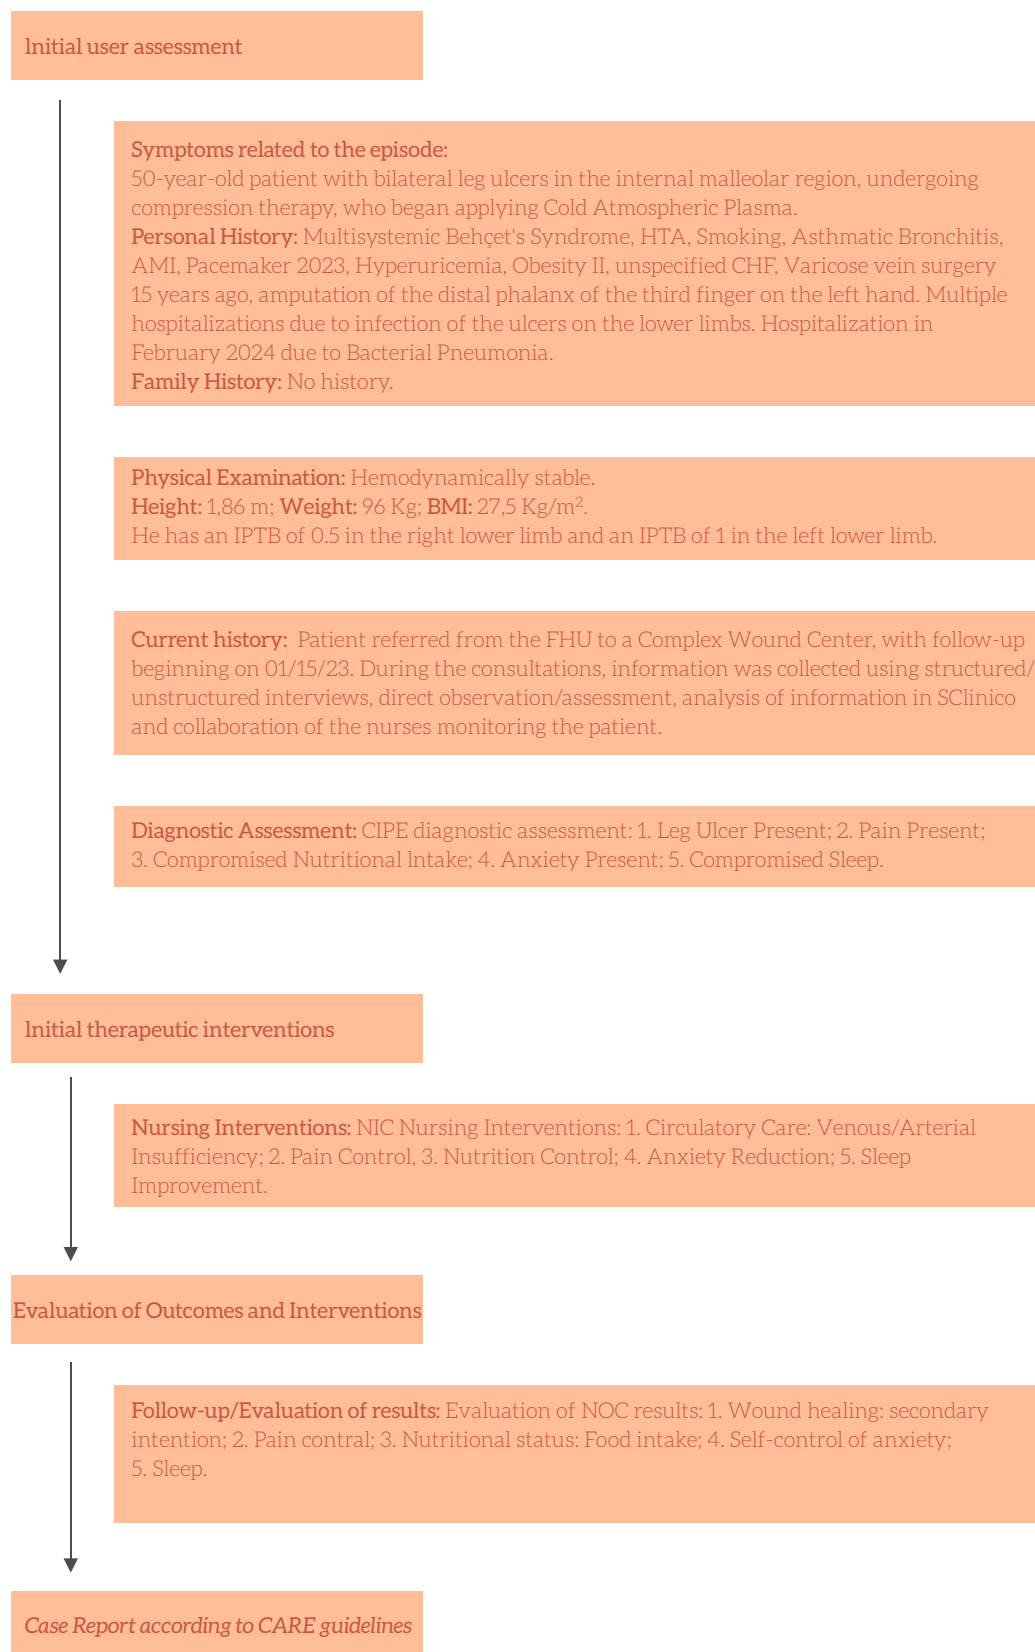 Initial user assessment
Symptoms related to the episode:
50-year-old patient with bilateral leg ulcers in the internal malleolar region, undergoing
compression therapy, who began applying Cold Atmospheric Plasma.
Personal History: Multisystemic Behçet's Syndrome, HTA, Smoking, Asthmatic Bronchitis,
AMI, Pacemaker 2023, Hyperuricemia, Obesity II, unspecified CHF, Varicose vein surgery
15 years ago, amputation of the distal phalanx of the third finger on the left hand. Multiple
hospitalizations due to infection of the ulcers on the lower limbs. Hospitalization in
February 2024 due to Bacterial Pneumonia.
Family History: No history.
Physical Examination: Hemodynamically stable.
Height: 1,86 m; Weight: 96 Kg; BMI: 27,5 Kg/m².
He has an IPTB of 0.5 in the right lower limb and an IPTB of 1 in the left lower limb.
Current history: Patient referred from the FHU to a Complex Wound Center, with follow-up
beginning on 01/15/23. During the consultations, information was collected using structured/
unstructured interviews, direct observation/assessment, analysis of information in SClinico
and collaboration of the nurses monitoring the patient.
Diagnostic Assessment: CIPE diagnostic assessment: 1. Leg Ulcer Present; 2. Pain Present;
3. Compromised Nutritional Intake; 4. Anxiety Present; 5. Compromised Sleep.
Initial therapeutic interventions
Nursing Interventions: NIC Nursing Interventions: 1. Circulatory Care: Venous/Arterial
Insufficiency; 2. Pain Control, 3. Nutrition Control; 4. Anxiety Reduction; 5. Sleep
Improvement.
Evaluation of Outcomes and Interventions
Follow-up/Evaluation of results: Evaluation of NOC results: 1. Wound healing: secondary
intention; 2. Pain contral; 3. Nutritional status: Food intake; 4. Self-control of anxiety;
5. Sleep.
Case Report according to CARE guidelines